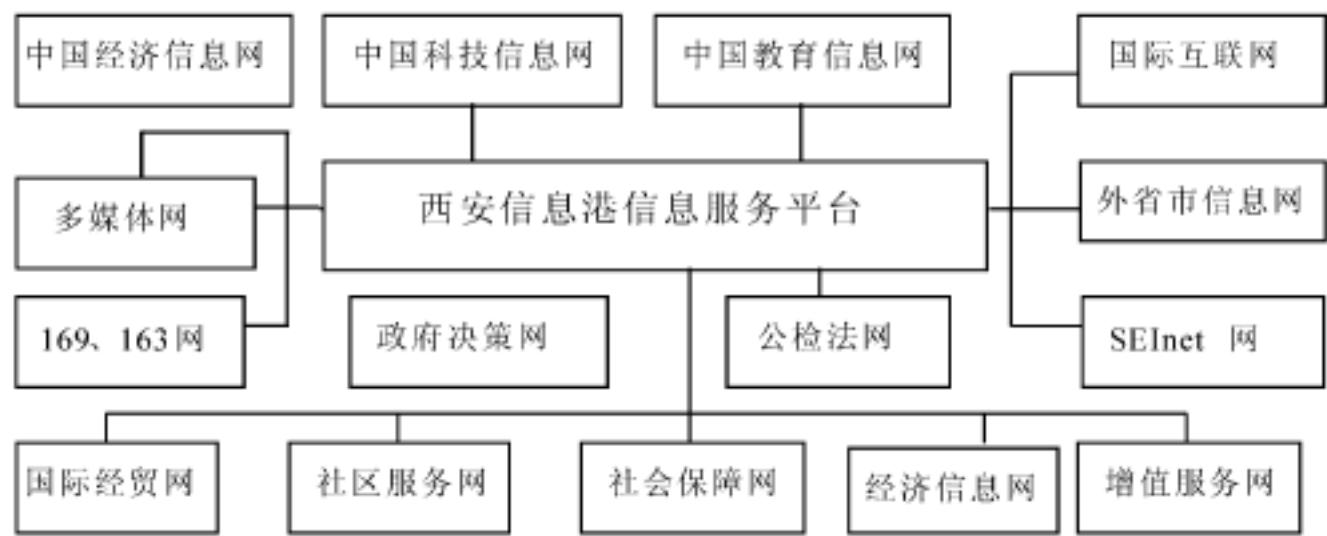 中国经济信息网
中国科技信息网
中国教育信息网
国际互联网
多媒体网
西安信息港信息服务平台
外省市信息网
169、163网
政府决策网
公检法网
SEInet 网
国际经贸网
社区服务网
社会保障网
经济信息网
增值服务网